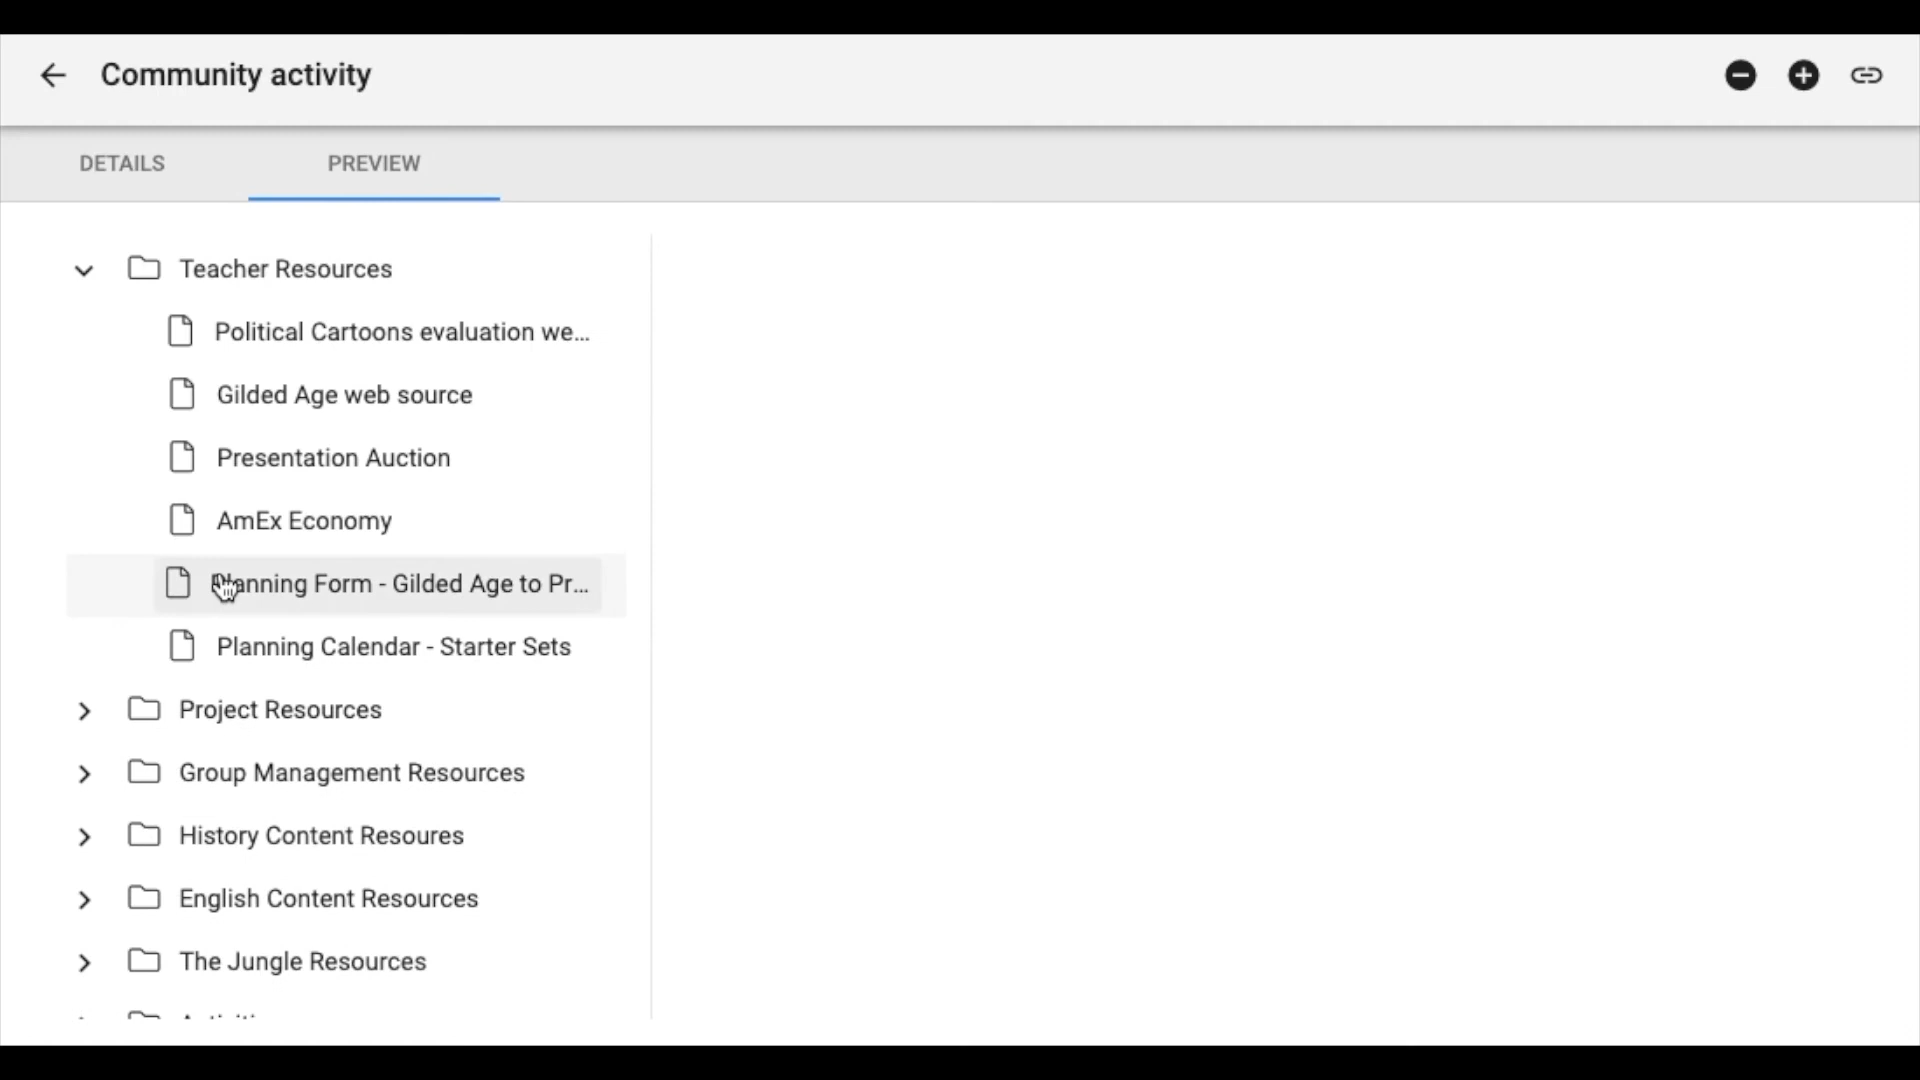 Community activity
DETAILS
PREVIEW
Teacher Resources
Political Cartoons evaluation we...
Gilded Age web source
Presentation Auction
AmEx Economy
Planning Form - Gilded Age to Pr...
Planning Calendar - Starter Sets
Project Resources
Group Management Resources
History Content Resoures
English Content Resources
The Jungle Resources